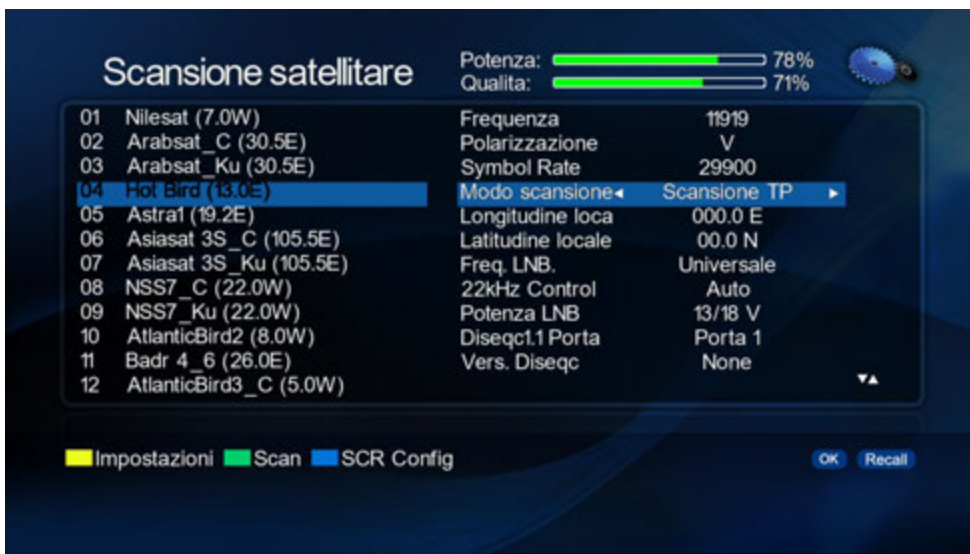 Scansione satellitare
Potenza: 78%
Qualita: 71%
01 Nilesat (7.0W)
02 Arabsat_C (30.5E)
03 Arabsat_Ku (30.5E)
04 Hot Bird (13.0E)
05 Astra1 (19.2E)
06 Asiasat 3S_C (105.5E)
07 Asiasat 3S_Ku (105.5E)
08 NSS7_C (22.0W)
09 NSS7_Ku (22.0W)
10 AtlanticBird2 (8.0W)
11 Badr 4_6 (26.0E)
12 AtlanticBird3_C (5.0W)
Frequenza 11919
Polarizzazione V
Symbol Rate 29900
Modo scansione◂ Scansione TP ▸
Longitudine loca 000.0 E
Latitudine locale 00.0 N
Freq. LNB. Universale
22kHz Control Auto
Potenza LNB 13/18 V
Diseqc1.1 Porta Porta 1
Vers. Diseqc None
Impostazioni Scan SCR Config
OK Recall